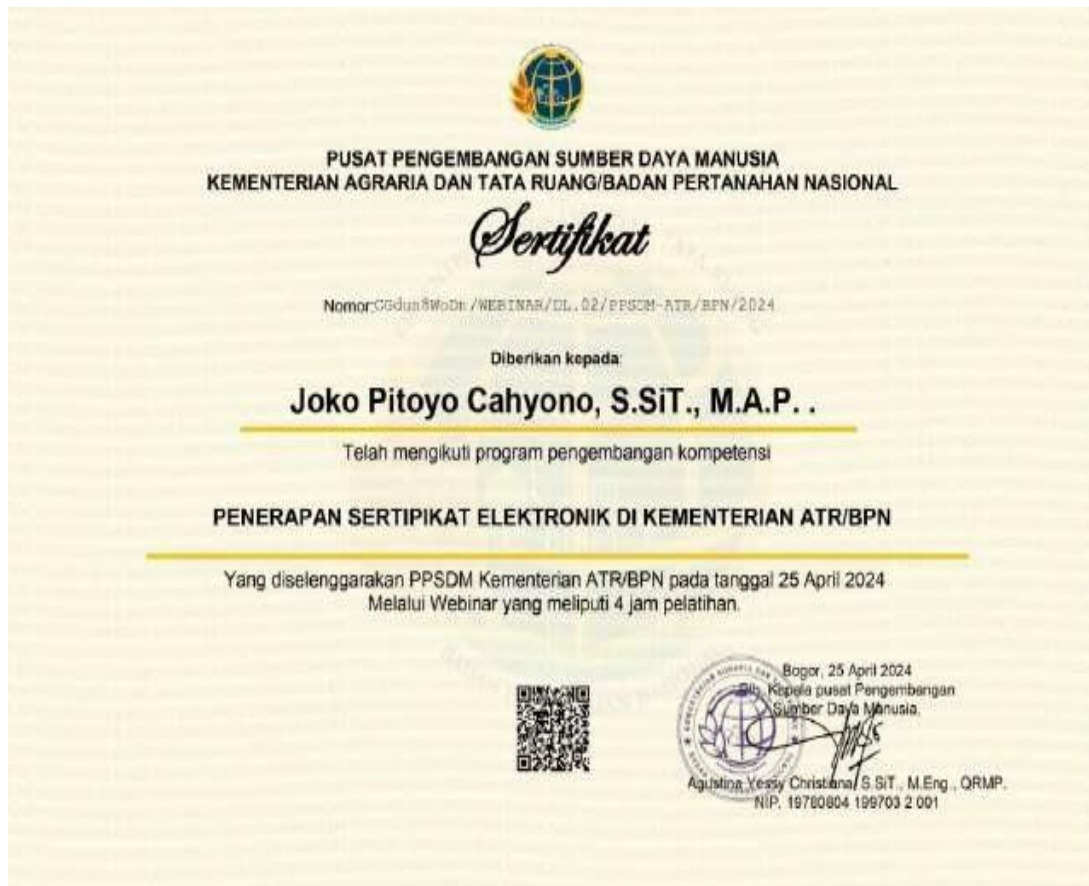 PUSAT PENGEMBANGAN SUMBER DAYA MANUSIA
KEMENTERIAN AGRARIA DAN TATA RUANG/BADAN PERTANAHAN NASIONAL
Sertifikat
Nomor:CGdun8WoDm/WEBINAR/DL.02/PPSDM-ATR/BPN/2024
Diberikan kepada:
Joko Pitoyo Cahyono, S.SiT., M.A.P. .
Telah mengikuti program pengembangan kompetensi
PENERAPAN SERTIPIKAT ELEKTRONIK DI KEMENTERIAN ATR/BPN
Yang diselenggarakan PPSDM Kementerian ATR/BPN pada tanggal 25 April 2024
Melalui Webinar yang meliputi 4 jam pelatihan.
Bogor, 25 April 2024
Kepala pusat Pengembangan
Sumber Daya Manusia,
Agustina Yessy Christiana, S.SiT., M.Eng., QRMP.
NIP. 19780804 199703 2 001